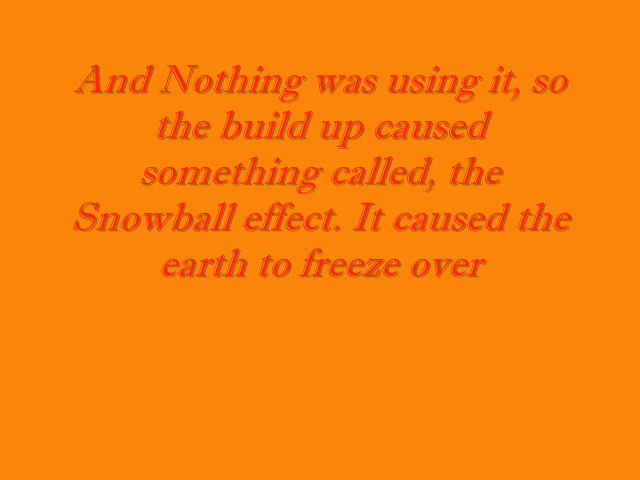 And Nothing was using it, so
the build up caused
something called, the
Snowball effect. It caused the
earth to freeze over